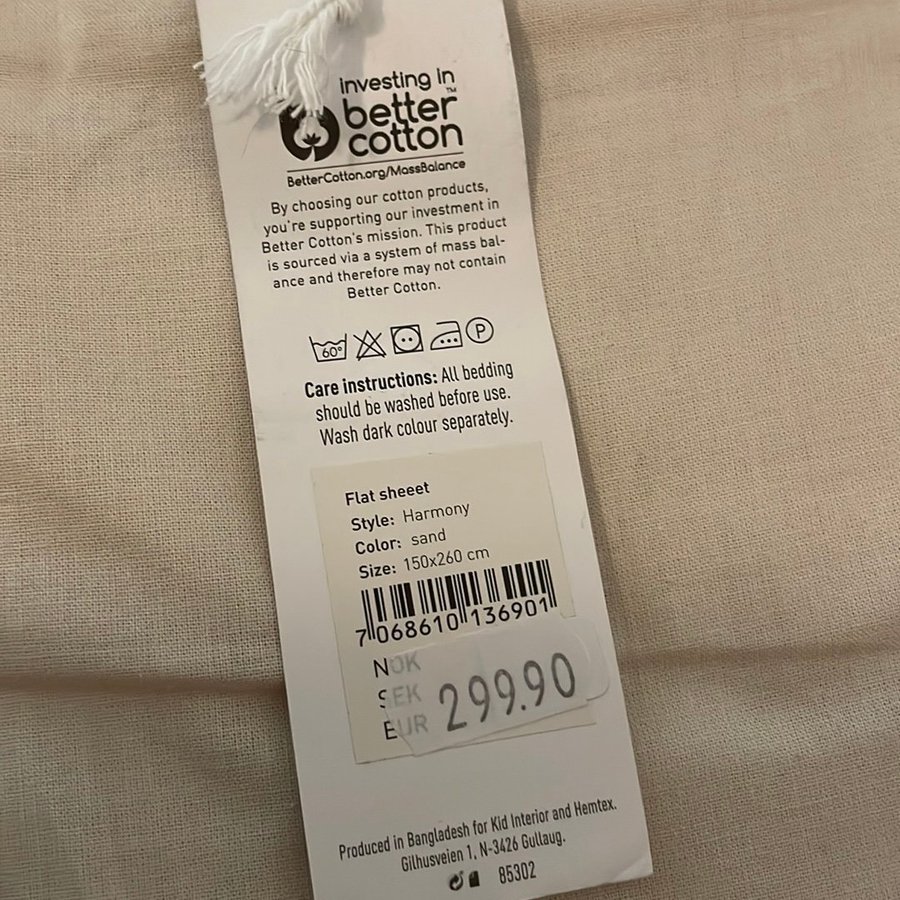 investing in
better™
cotton
BetterCotton.org/MassBalance
By choosing our cotton products,
you're supporting our investment in
Better Cotton's mission. This product
is sourced via a system of mass bal-
ance and therefore may not contain
Better Cotton.
60°
P
Care instructions: All bedding
should be washed before use.
Wash dark colour separately.
Flat sheeet
Style: Harmony
Color: sand
Size: 150x260 cm
7 068610 136901
NOK
SEK
EUR
299.90
Produced in Bangladesh for Kid Interior and Hemtex.
Gilhusveien 1, N-3426 Gullaug.
85302